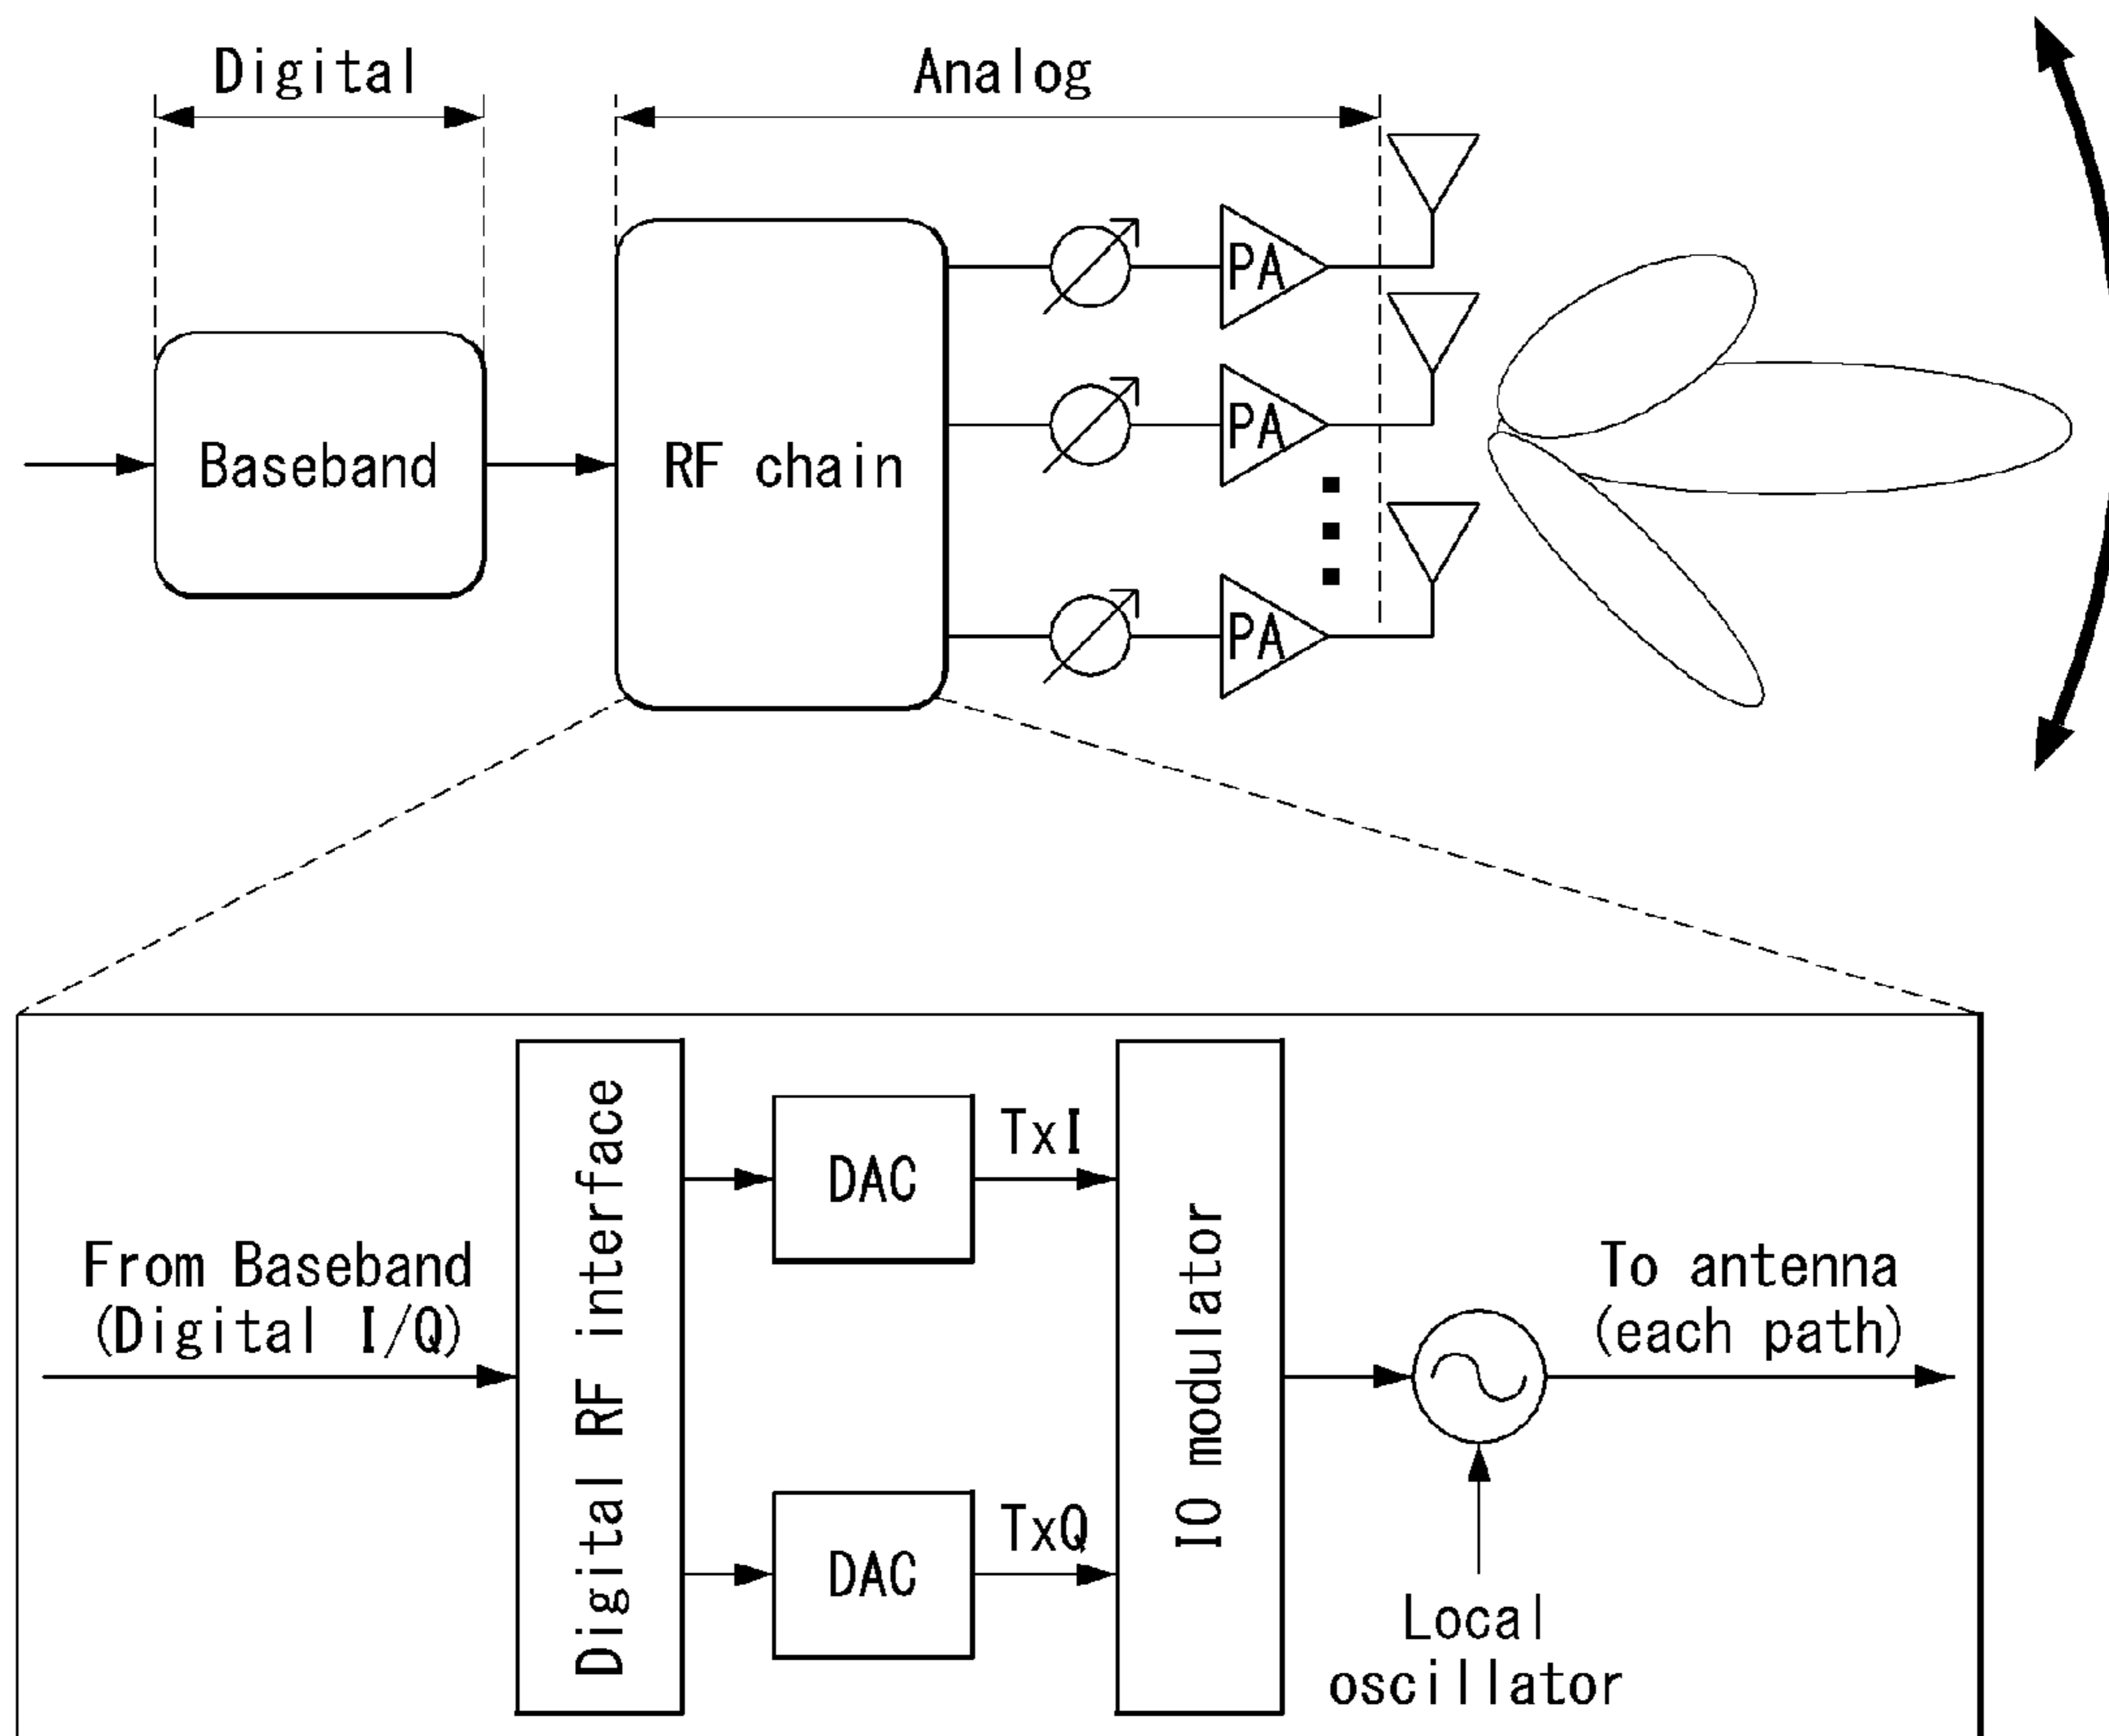 Digital
Analog
Baseband
RF chain
PA
PA
PA
Digital RF interface
DAC
TxI
IO modulator
From Baseband
(Digital I/Q)
To antenna
(each path)
DAC
TxQ
Local
oscillator